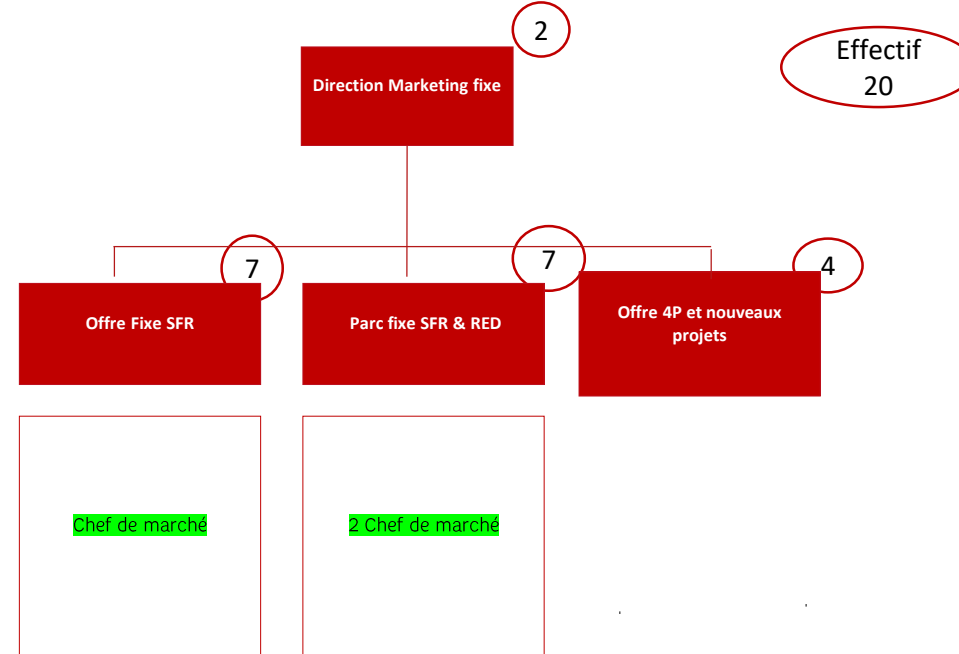 2
Effectif
20
Direction Marketing fixe
7
7
4
Offre Fixe SFR
Parc fixe SFR & RED
Offre 4P et nouveaux
projets
Chef de marché
2 Chef de marché